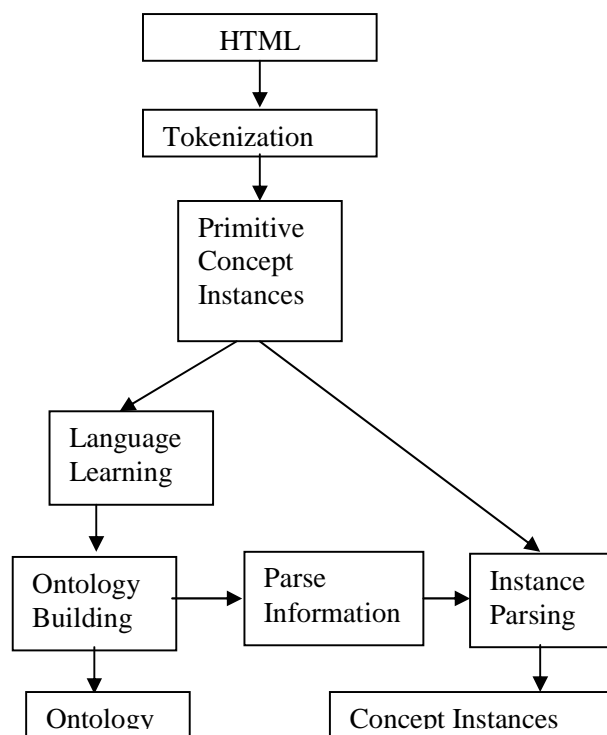 HTML
Tokenization
Primitive
Concept
Instances
Language
Learning
Ontology
Building
Parse
Information
Instance
Parsing
Ontology
Concept Instances